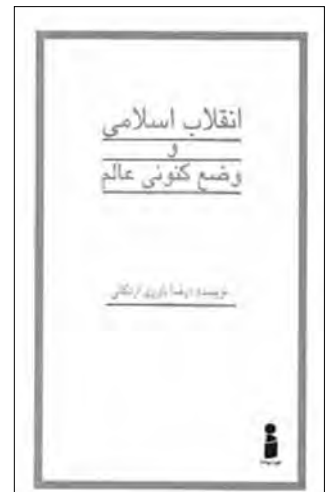 انقلاب اسلامی
و
وضع کنونی عالم
نویسنده: رضا داوری اردکانی